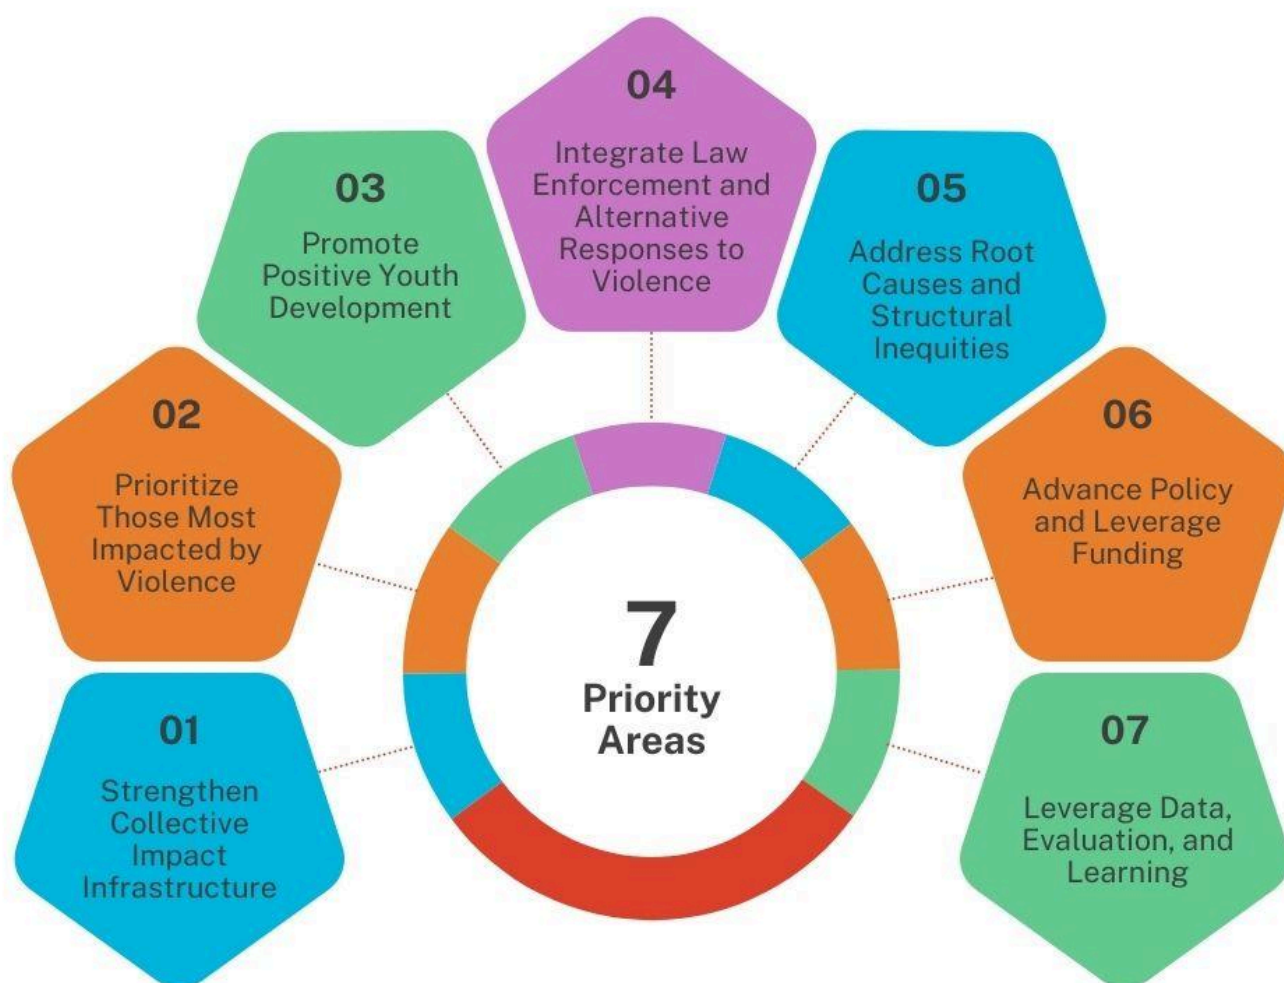 01
Strengthen
Collective
Impact
Infrastructure
02
Prioritize
Those Most
Impacted by
Violence
03
Promote
Positive Youth
Development
04
Integrate Law
Enforcement and
Alternative
Responses to
Violence
05
Address Root
Causes and
Structural
Inequities
06
Advance Policy
and Leverage
Funding
07
Leverage Data,
Evaluation, and
Learning
7
Priority
Areas